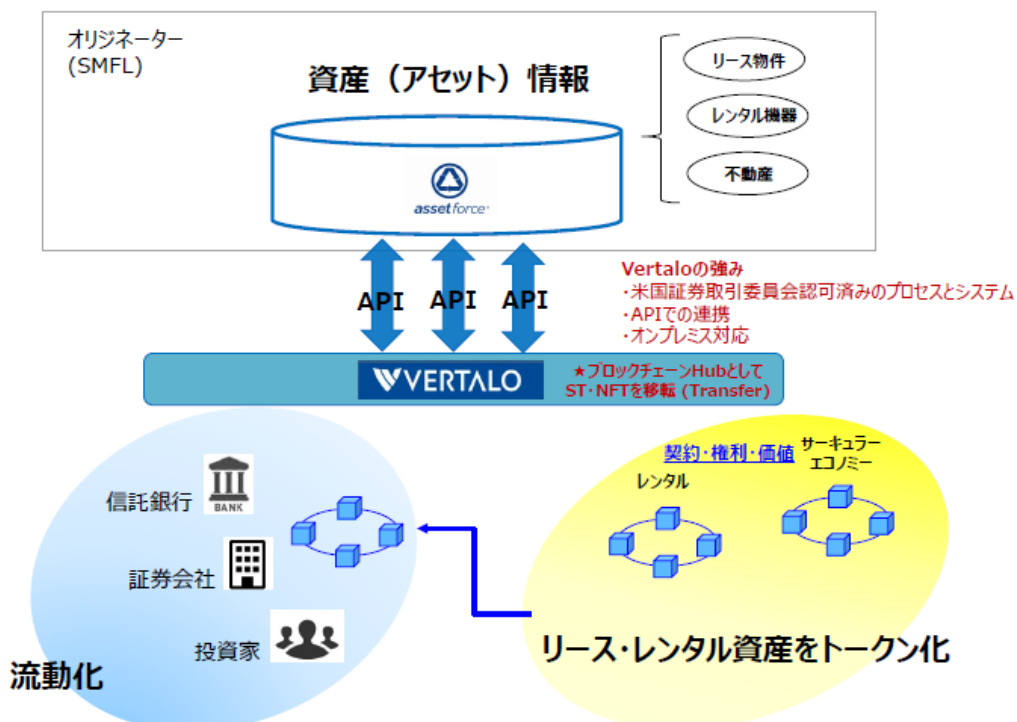 オリジネーター
(SMFL)
資産（アセット）情報
リース物件
レンタル機器
不動産
assetforce
API
API
API
Vertaloの強み
・米国証券取引委員会認可済みのプロセスとシステム
・APIでの連携
・オンプレミス対応
VERTALO
★ブロックチェーンHubとして
ST・NFTを移転 (Transfer)
信託銀行
BANK
証券会社
投資家
流動化
契約・権利・価値
レンタル
サーキュラー
エコノミー
リース・レンタル資産をトークン化